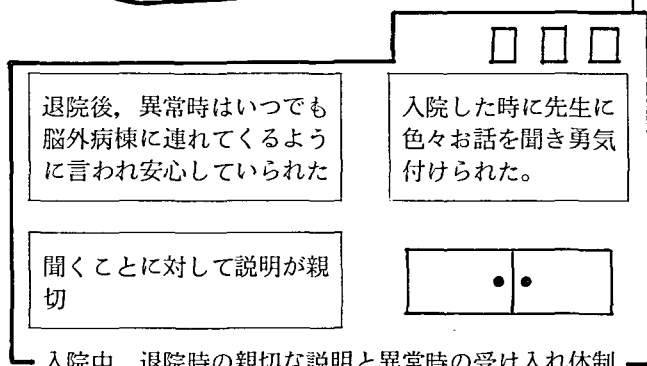 退院後，異常時はいつでも
脳外病棟に連れてくるよう
に言われ安心していられた
入院した時に先生に
色々お話を聞き勇気
付けられた。
聞くことに対して説明が親
切
入院中，退院時の親切な説明と異常時の受け入れ体制